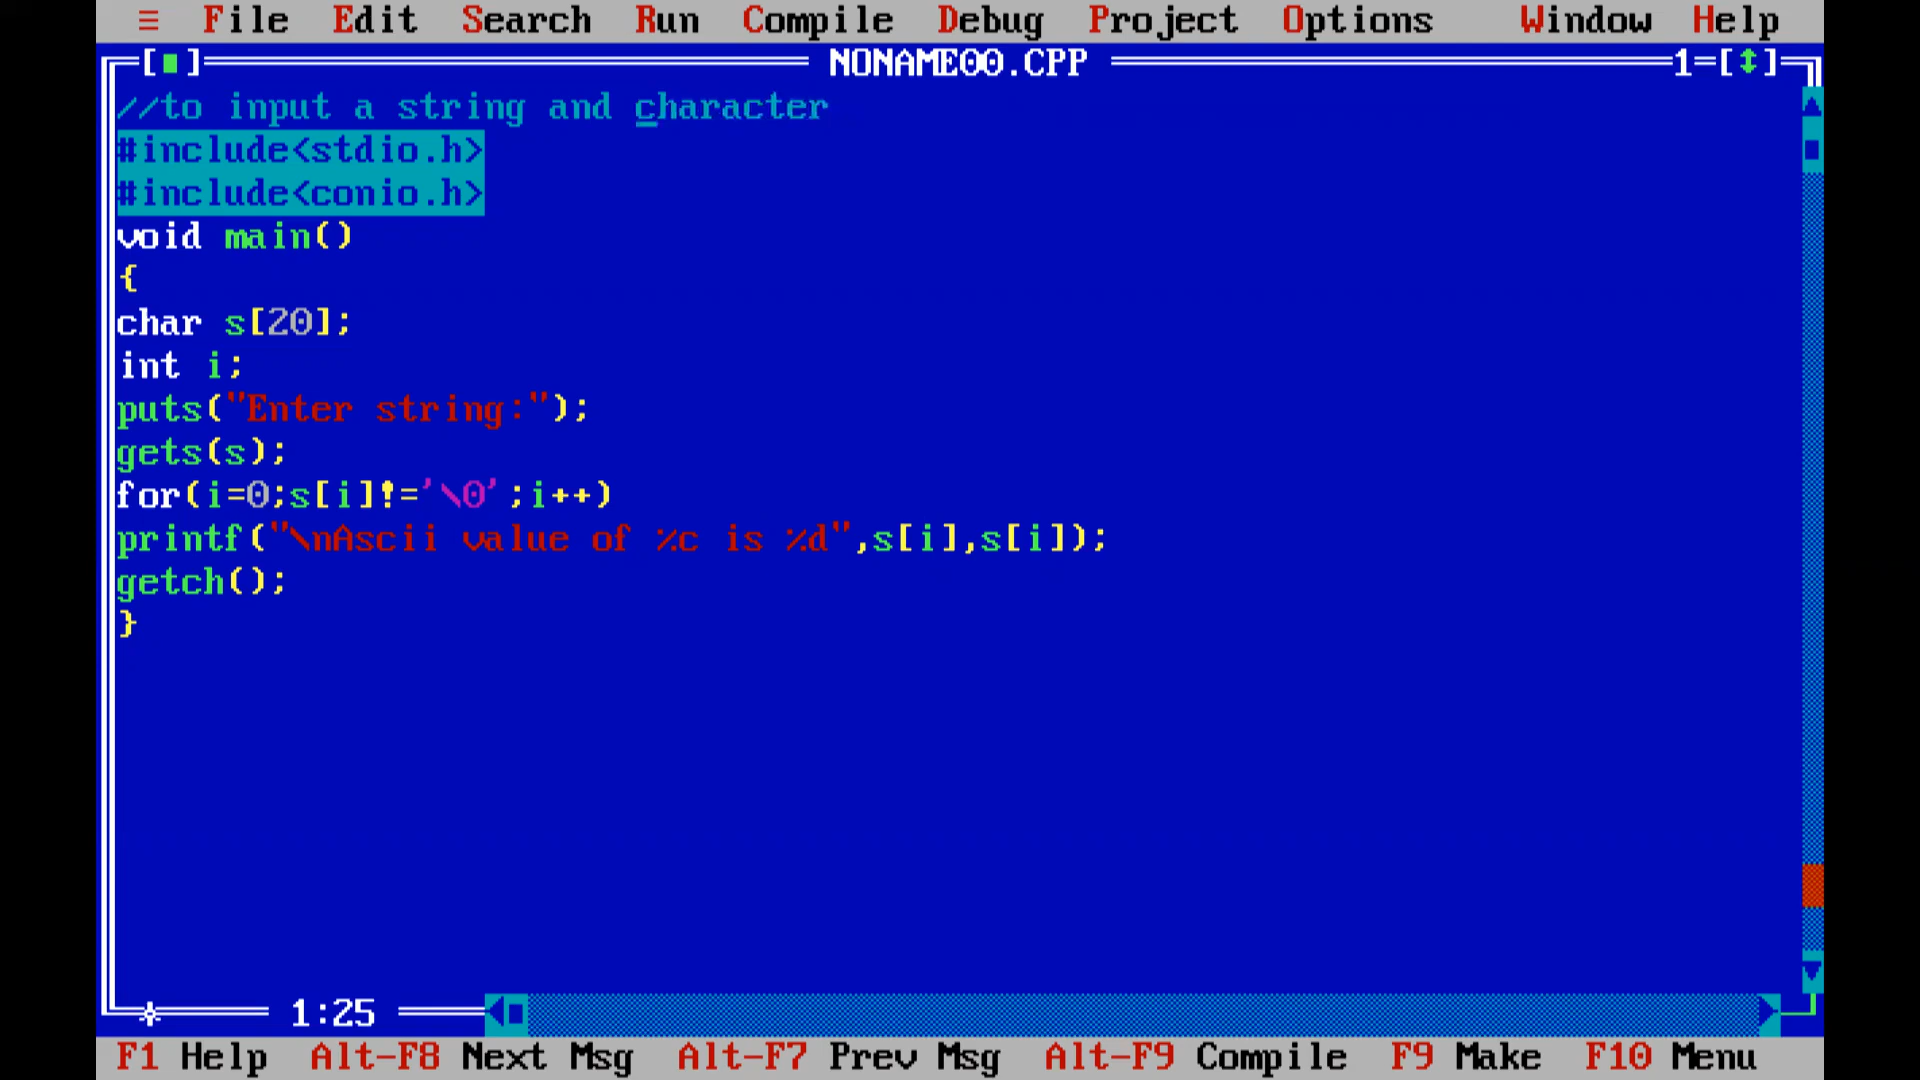 ≡ File Edit Search Run Compile Debug Project Options Window Help
[■] NONAME00.CPP 1=[↕]
//to input a string and character
#include<stdio.h>
#include<conio.h>
void main()
{
char s[20];
int i;
puts("Enter string:");
gets(s);
for(i=0;s[i]!='\0';i++)
printf("\nAscii value of %c is %d",s[i],s[i]);
getch();
}
1:25
F1 Help Alt-F8 Next Msg Alt-F7 Prev Msg Alt-F9 Compile F9 Make F10 Menu